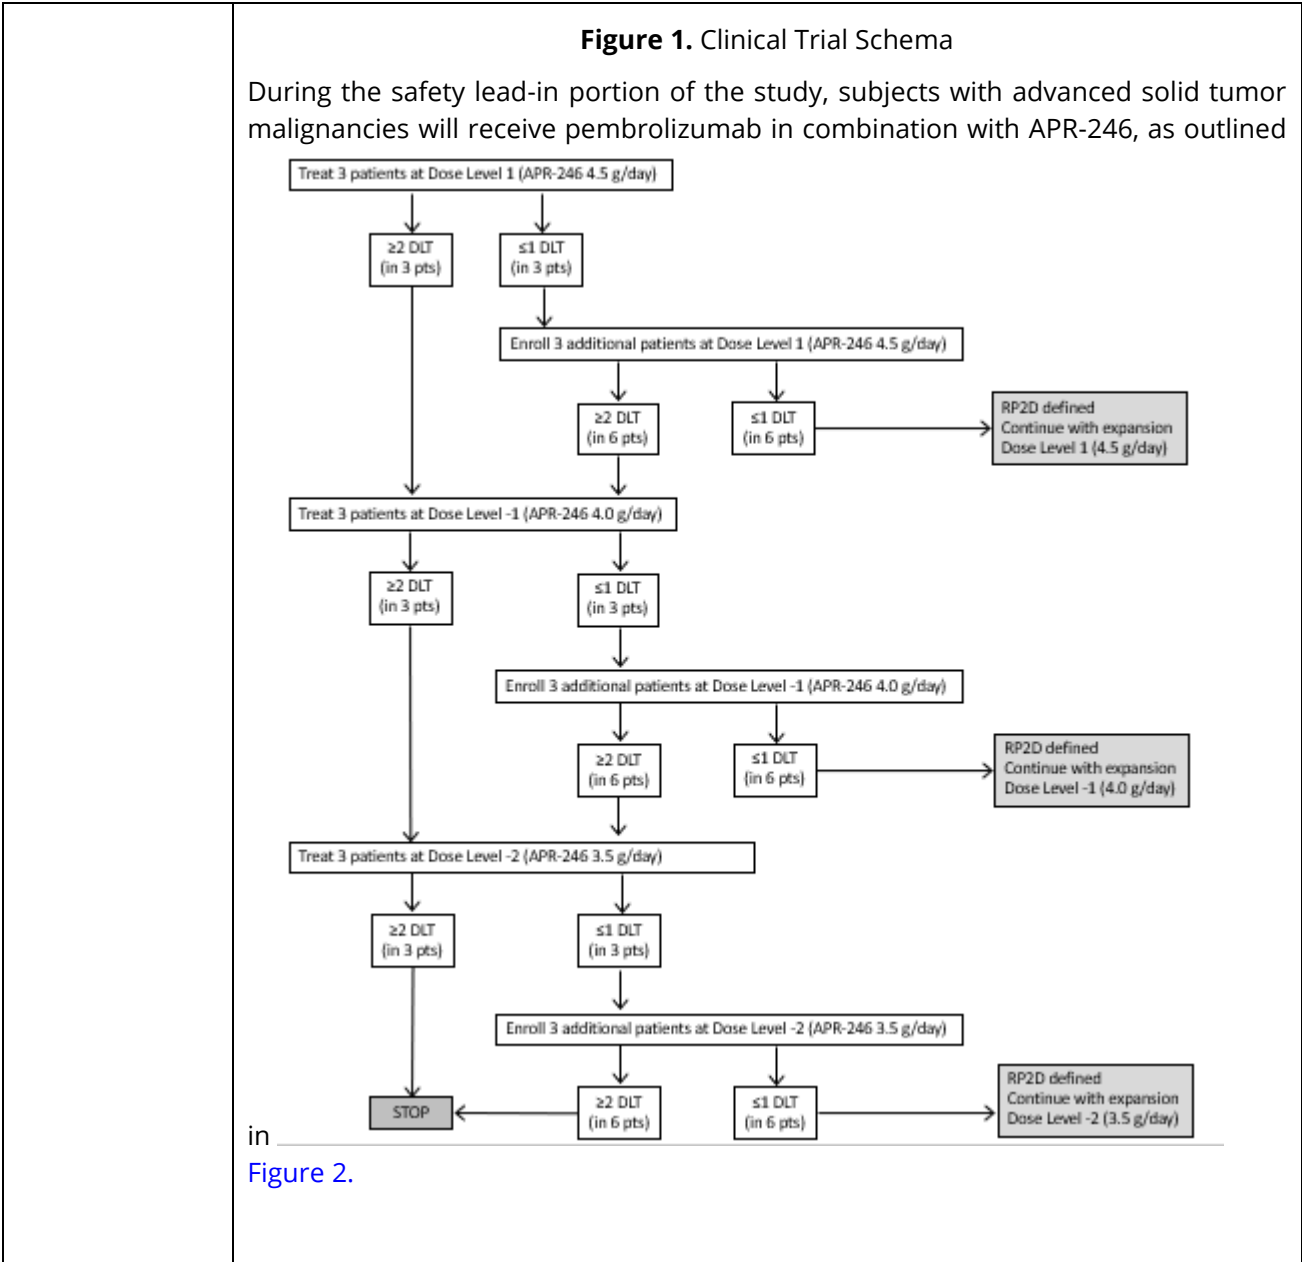 Figure 1. Clinical Trial Schema
During the safety lead-in portion of the study, subjects with advanced solid tumor
malignancies will receive pembrolizumab in combination with APR-246, as outlined
Treat 3 patients at Dose Level 1 (APR-246 4.5 g/day)
≥2 DLT
(in 3 pts)
≤1 DLT
(in 3 pts)
Enroll 3 additional patients at Dose Level 1 (APR-246 4.5 g/day)
≥2 DLT
(in 6 pts)
≤1 DLT
(in 6 pts)
RP2D defined
Continue with expansion
Dose Level 1 (4.5 g/day)
Treat 3 patients at Dose Level -1 (APR-246 4.0 g/day)
≥2 DLT
(in 3 pts)
≤1 DLT
(in 3 pts)
Enroll 3 additional patients at Dose Level -1 (APR-246 4.0 g/day)
≥2 DLT
(in 6 pts)
≤1 DLT
(in 6 pts)
RP2D defined
Continue with expansion
Dose Level -1 (4.0 g/day)
Treat 3 patients at Dose Level -2 (APR-246 3.5 g/day)
≥2 DLT
(in 3 pts)
≤1 DLT
(in 3 pts)
Enroll 3 additional patients at Dose Level -2 (APR-246 3.5 g/day)
STOP
≥2 DLT
(in 6 pts)
≤1 DLT
(in 6 pts)
RP2D defined
Continue with expansion
Dose Level -2 (3.5 g/day)
in
Figure 2.